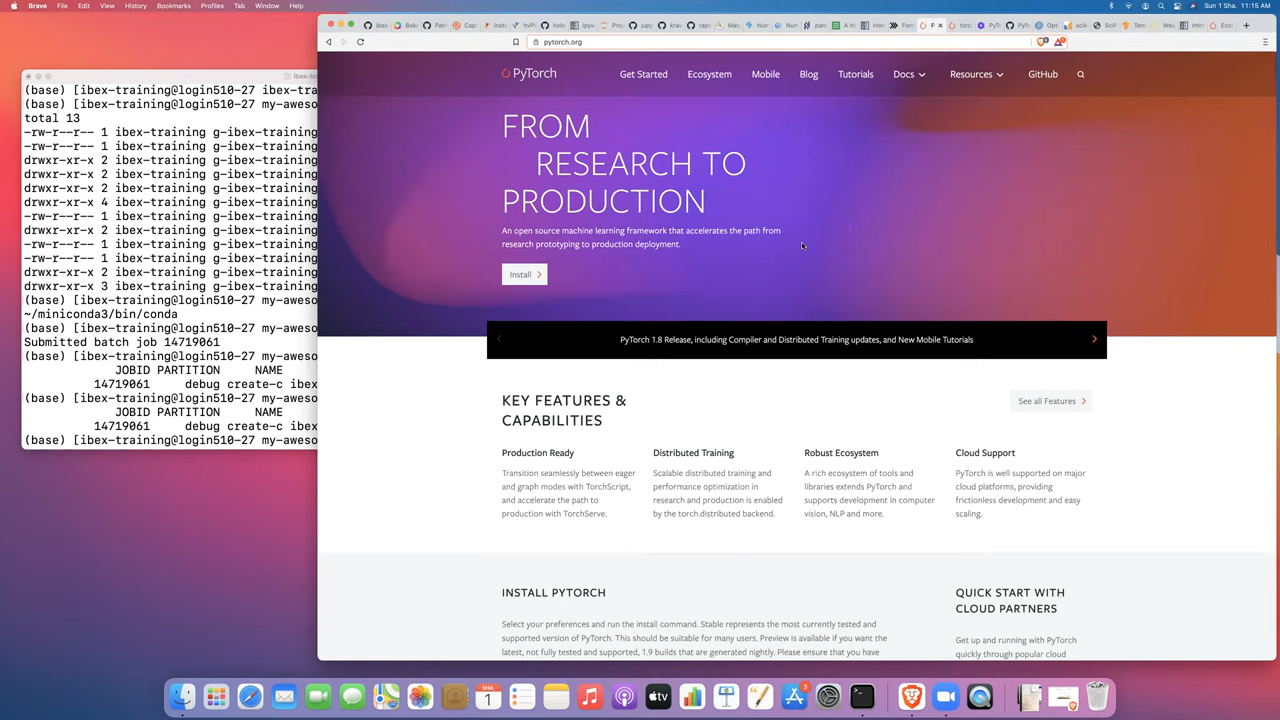 Brave File Edit View History Bookmarks Profiles Tab Window Help
Sun 1 Sha. 11:15 AM
pytorch.org
(base) [ibex-training@login510-27 ibex-tra
(base) [ibex-training@login510-27 my-aweso
total 13
-rw-r--r-- 1 ibex-training g-ibex-training
-rw-r--r-- 1 ibex-training g-ibex-training
drwxr-xr-x 2 ibex-training g-ibex-training
drwxr-xr-x 2 ibex-training g-ibex-training
drwxr-xr-x 2 ibex-training g-ibex-training
drwxr-xr-x 4 ibex-training g-ibex-training
-rw-r--r-- 1 ibex-training g-ibex-training
drwxr-xr-x 2 ibex-training g-ibex-training
-rw-r--r-- 1 ibex-training g-ibex-training
-rw-r--r-- 1 ibex-training g-ibex-training
drwxr-xr-x 2 ibex-training g-ibex-training
drwxr-xr-x 3 ibex-training g-ibex-training
(base) [ibex-training@login510-27 my-aweso
~/miniconda3/bin/conda
(base) [ibex-training@login510-27 my-aweso
Submitted batch job 14719061
(base) [ibex-training@login510-27 my-aweso
JOBID PARTITION NAME
14719061 debug create-c ibex
(base) [ibex-training@login510-27 my-aweso
JOBID PARTITION NAME
14719061 debug create-c ibex
(base) [ibex-training@login510-27 my-aweso
PyTorch
Get Started Ecosystem Mobile Blog Tutorials Docs Resources GitHub
FROM
RESEARCH TO
PRODUCTION
An open source machine learning framework that accelerates the path from
research prototyping to production deployment.
Install
PyTorch 1.8 Release, including Compiler and Distributed Training updates, and New Mobile Tutorials
KEY FEATURES &
CAPABILITIES
See all Features
Production Ready
Transition seamlessly between eager
and graph modes with TorchScript,
and accelerate the path to
production with TorchServe.
Distributed Training
Scalable distributed training and
performance optimization in
research and production is enabled
by the torch.distributed backend.
Robust Ecosystem
A rich ecosystem of tools and
libraries extends PyTorch and
supports development in computer
vision, NLP and more.
Cloud Support
PyTorch is well supported on major
cloud platforms, providing
frictionless development and easy
scaling.
INSTALL PYTORCH
Select your preferences and run the install command. Stable represents the most currently tested and
supported version of PyTorch. This should be suitable for many users. Preview is available if you want the
latest, not fully tested and supported, 1.9 builds that are generated nightly. Please ensure that you have
QUICK START WITH
CLOUD PARTNERS
Get up and running with PyTorch
quickly through popular cloud
SHA.
1
tv
3